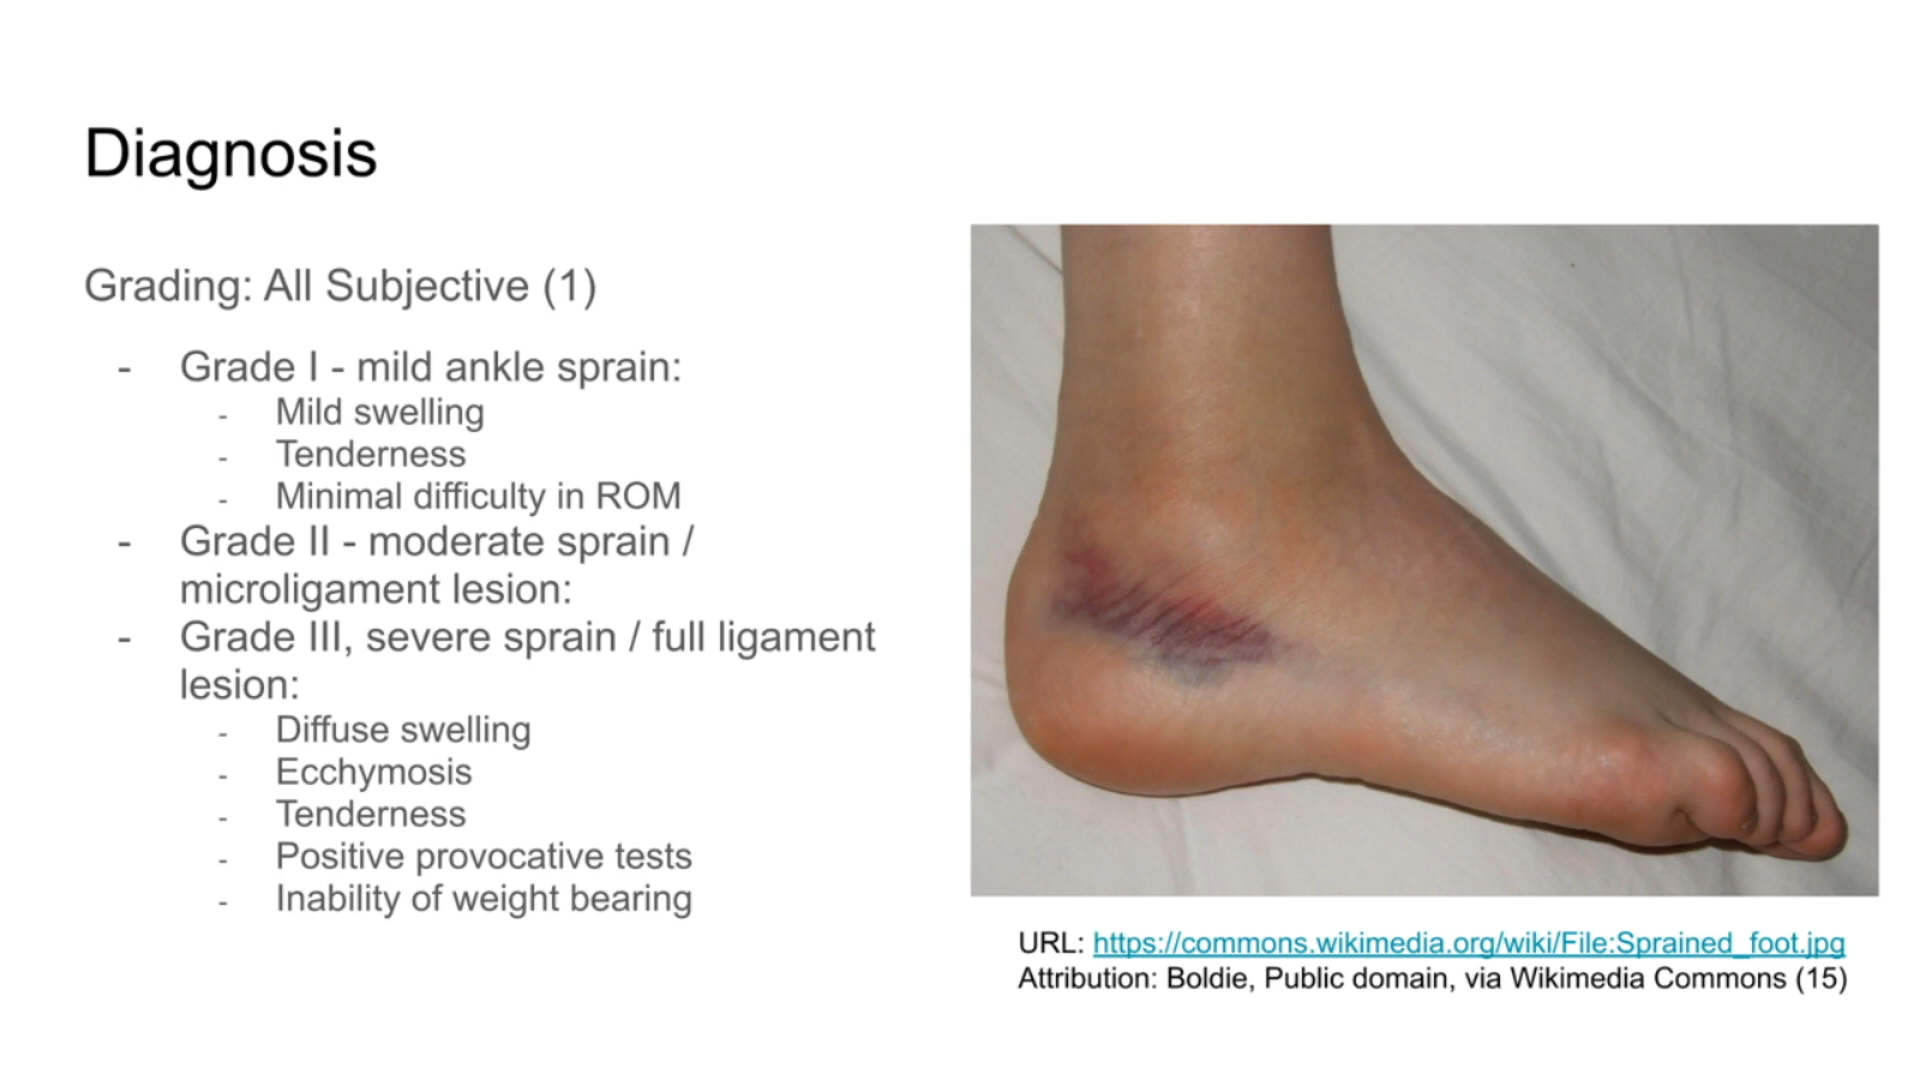 Diagnosis
Grading: All Subjective (1)
- Grade I - mild ankle sprain:
- Mild swelling
- Tenderness
- Minimal difficulty in ROM
- Grade II - moderate sprain /
microligament lesion:
- Grade III, severe sprain / full ligament
lesion:
- Diffuse swelling
- Ecchymosis
- Tenderness
- Positive provocative tests
- Inability of weight bearing
URL: https://commons.wikimedia.org/wiki/File:Sprained_foot.jpg
Attribution: Boldie, Public domain, via Wikimedia Commons (15)